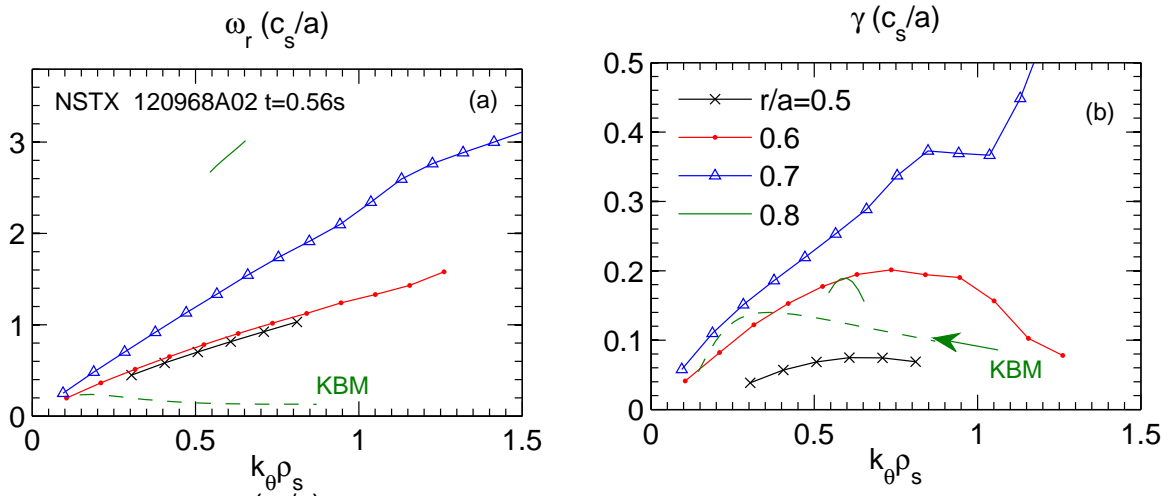 ω_r (c_s/a)
NSTX 120968A02 t=0.56s
(a)
3
2
1
0
KBM
0
0.5
1
1.5
k_θρ_s
(c_s/a)
γ (c_s/a)
0.5
0.4
0.3
0.2
0.1
0
r/a=0.5
0.6
0.7
0.8
(b)
KBM
0
0.5
1
1.5
k_θρ_s